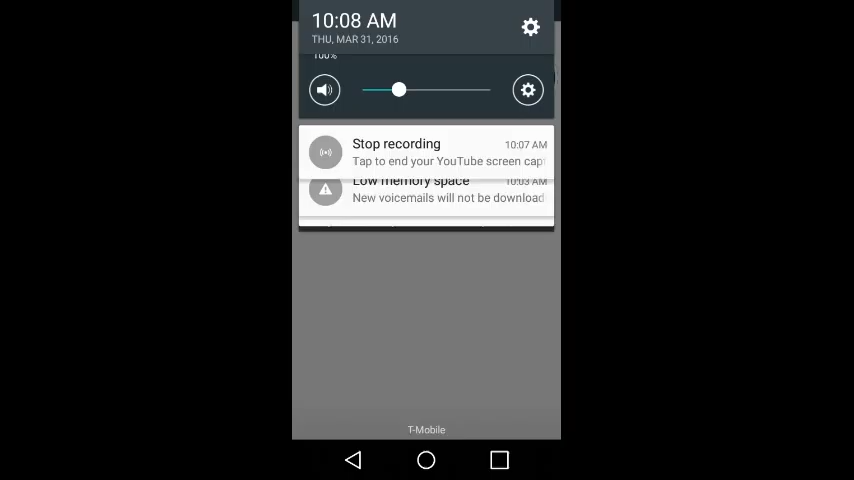 10:08 AM
THU, MAR 31, 2016
100%
Stop recording 10:07 AM
Tap to end your YouTube screen capt
Low memory space 10:03 AM
New voicemails will not be download
T-Mobile